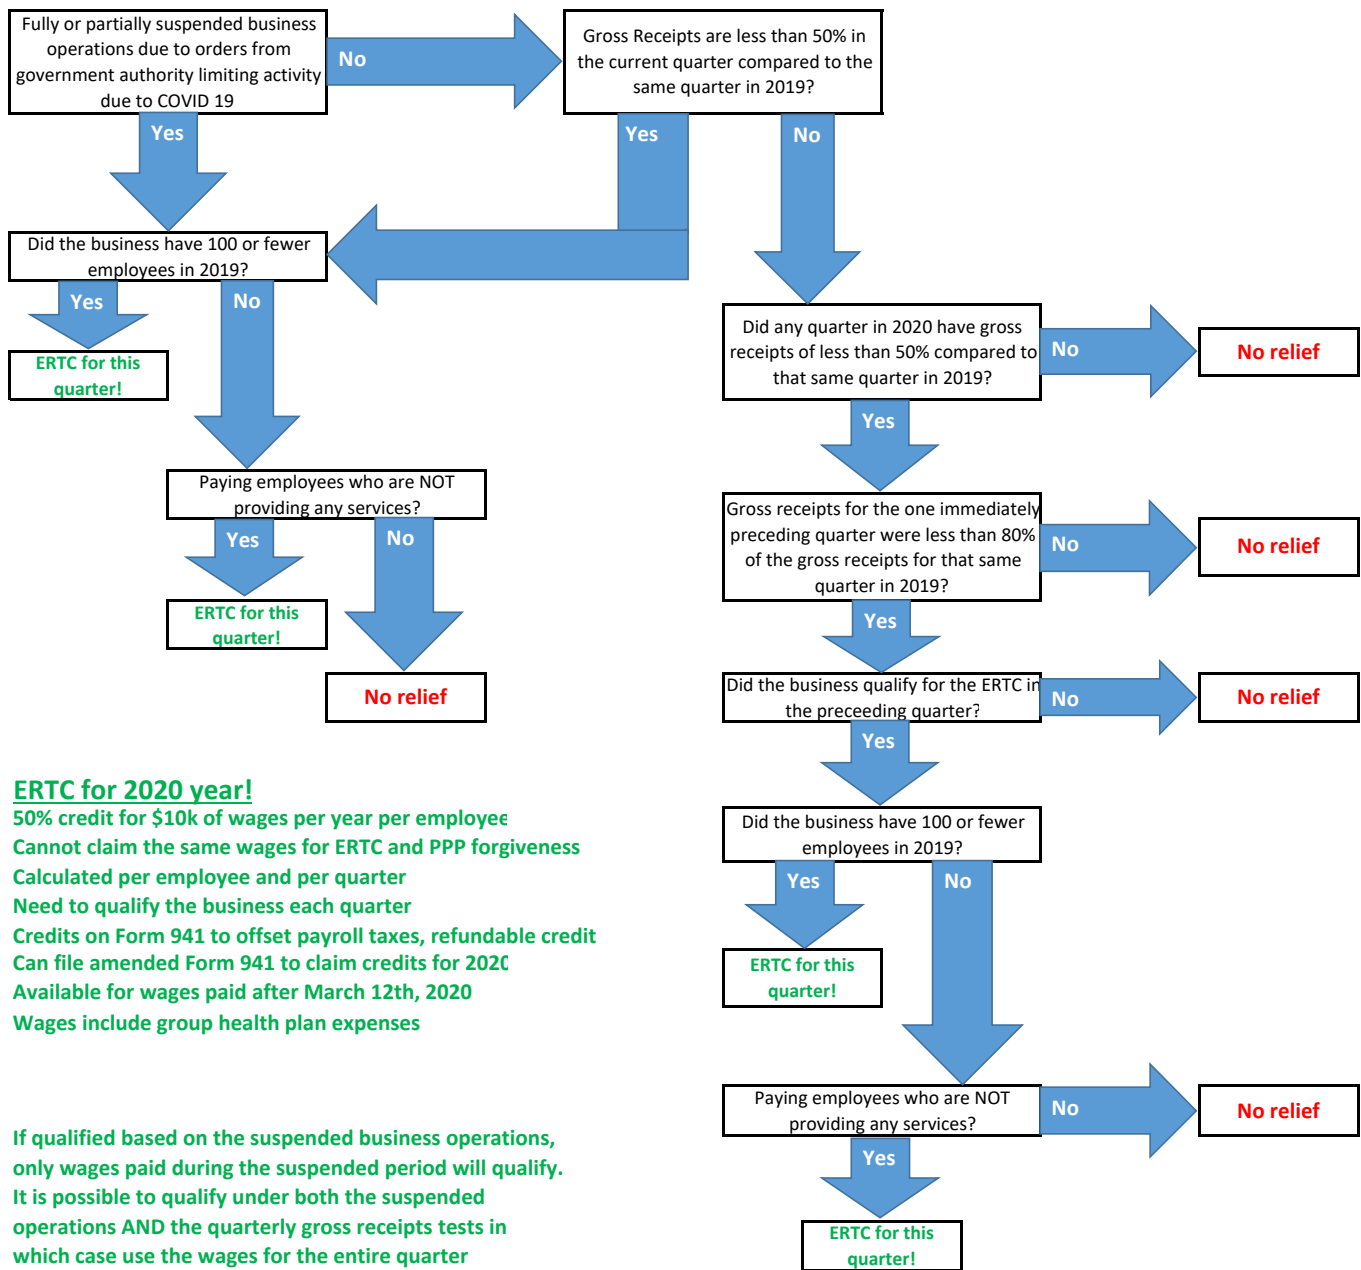 Fully or partially suspended business
operations due to orders from
government authority limiting activity
due to COVID 19
No
Gross Receipts are less than 50% in
the current quarter compared to the
same quarter in 2019?
Yes
Yes
No
Did the business have 100 or fewer
employees in 2019?
Yes
No
ERTC for this
quarter!
Paying employees who are NOT
providing any services?
Yes
No
ERTC for this
quarter!
No relief
Did any quarter in 2020 have gross
receipts of less than 50% compared to
that same quarter in 2019?
No
No relief
Yes
Gross receipts for the one immediately
preceding quarter were less than 80%
of the gross receipts for that same
quarter in 2019?
No
No relief
Yes
Did the business qualify for the ERTC in
the preceeding quarter?
No
No relief
Yes
Did the business have 100 or fewer
employees in 2019?
Yes
No
ERTC for this
quarter!
Paying employees who are NOT
providing any services?
No
No relief
Yes
ERTC for this
quarter!
ERTC for 2020 year!
50% credit for $10k of wages per year per employee
Cannot claim the same wages for ERTC and PPP forgiveness
Calculated per employee and per quarter
Need to qualify the business each quarter
Credits on Form 941 to offset payroll taxes, refundable credit
Can file amended Form 941 to claim credits for 2020
Available for wages paid after March 12th, 2020
Wages include group health plan expenses
If qualified based on the suspended business operations,
only wages paid during the suspended period will qualify.
It is possible to qualify under both the suspended
operations AND the quarterly gross receipts tests in
which case use the wages for the entire quarter